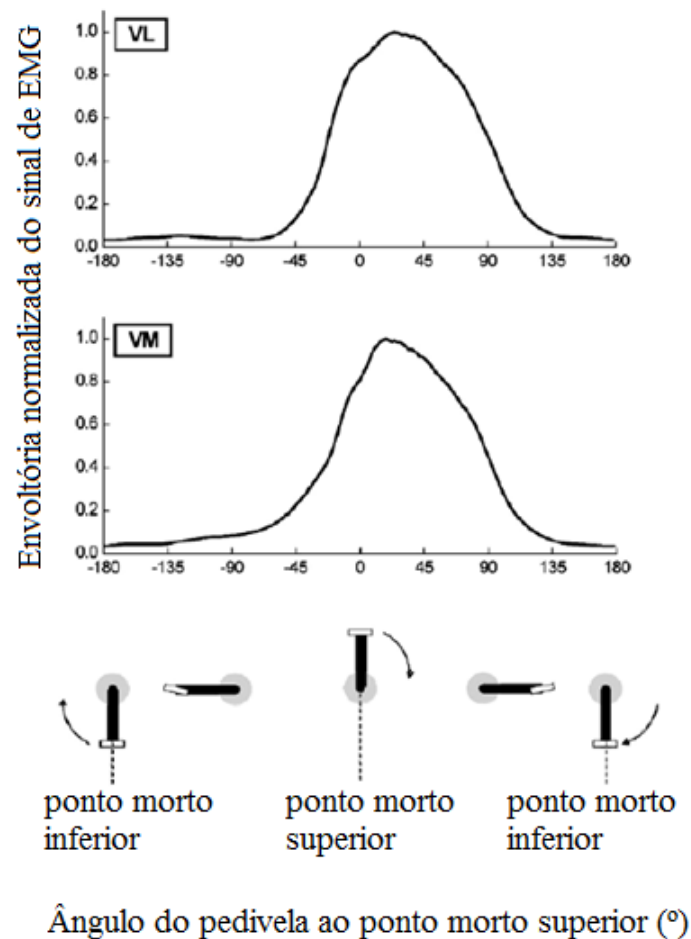 Envoltória normalizada do sinal de EMG
VL
1.0
0.8
0.6
0.4
0.2
0.0
-180 -135 -90 -45 0 45 90 135 180
VM
1.0
0.8
0.6
0.4
0.2
0.0
-180 -135 -90 -45 0 45 90 135 180
ponto morto ponto morto ponto morto
inferior superior inferior
Ângulo do pedivela ao ponto morto superior (º)